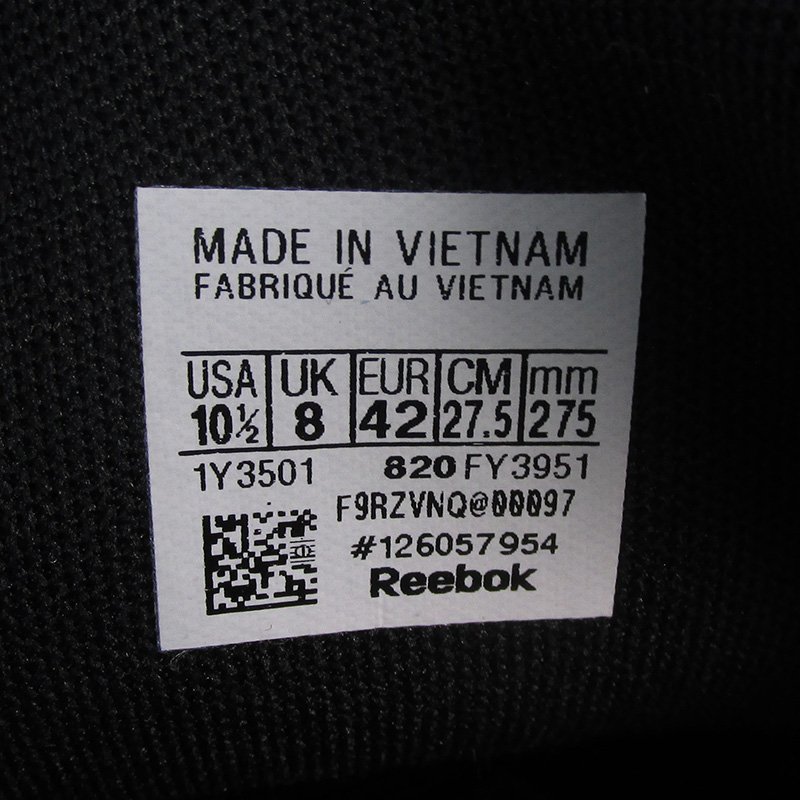 MADE IN VIETNAM
FABRIQUÉ AU VIETNAM
USA UK EUR CM mm
10½ 8 42 27.5 275
1Y3501 820 FY3951
F9RZVNQ@00097
#126057954
Reebok